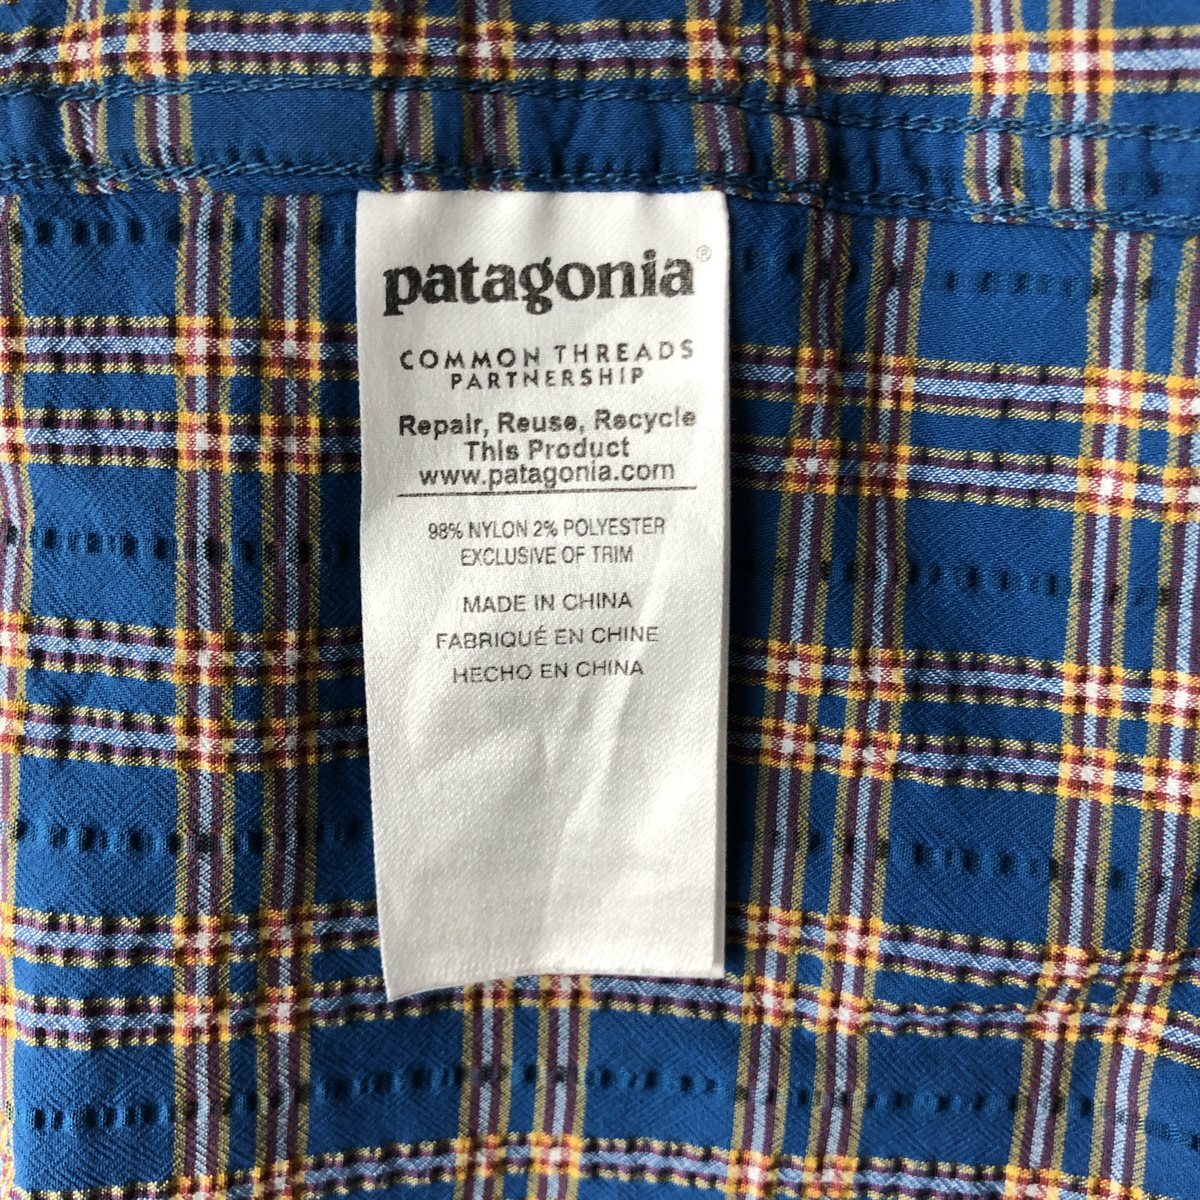 patagonia®
COMMON THREADS
PARTNERSHIP
Repair, Reuse, Recycle
This Product
www.patagonia.com
98% NYLON 2% POLYESTER
EXCLUSIVE OF TRIM
MADE IN CHINA
FABRIQUÉ EN CHINE
HECHO EN CHINA